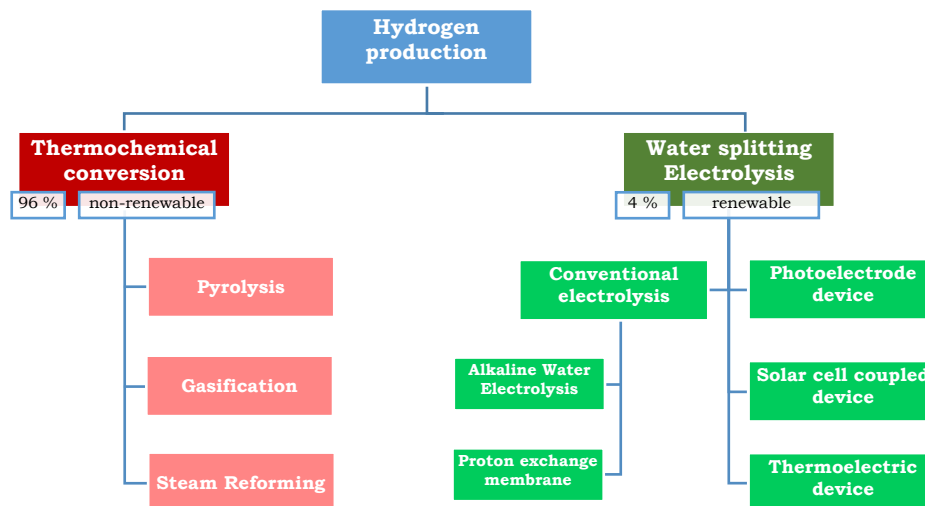 Hydrogen
production
Thermochemical
conversion
96 %
non-renewable
Pyrolysis
Gasification
Steam Reforming
Water splitting
Electrolysis
4 %
renewable
Conventional
electrolysis
Alkaline Water
Electrolysis
Proton exchange
membrane
Photoelectrode
device
Solar cell coupled
device
Thermoelectric
device